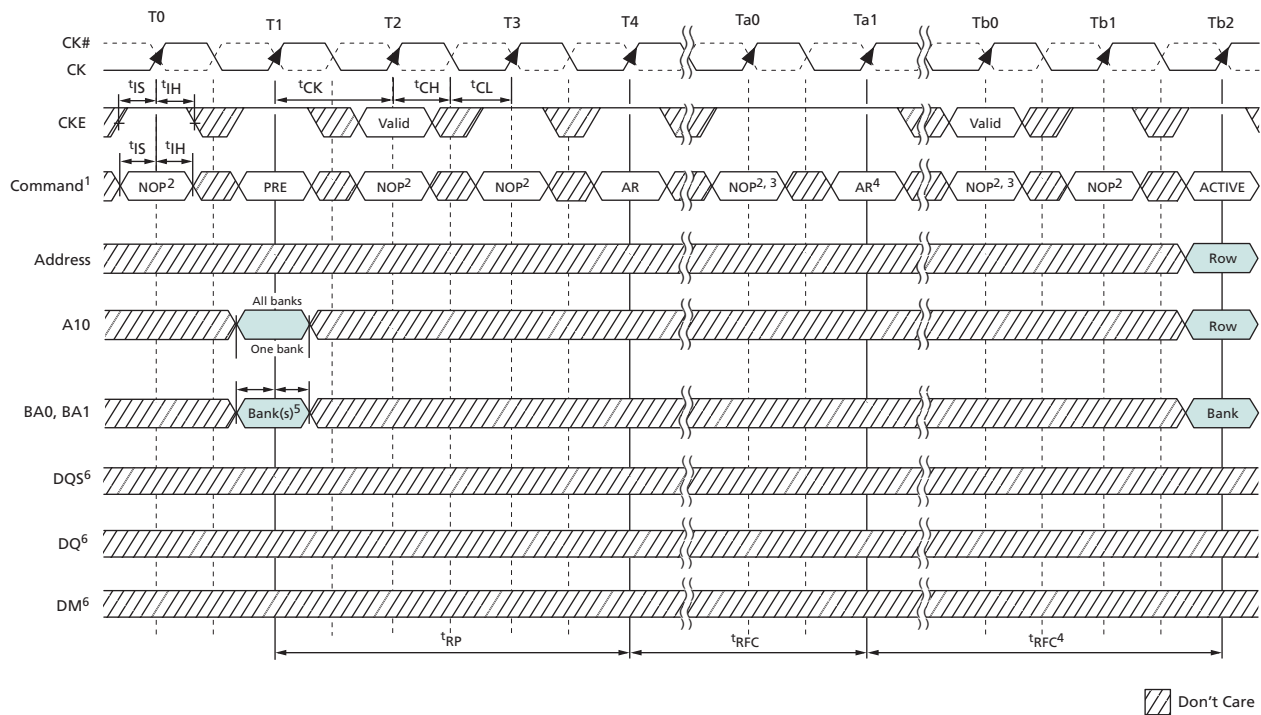 T0 T1 T2 T3 T4 Ta0 Ta1 Tb0 Tb1 Tb2
CK#
CK
tIS tIH tCK tCH tCL
CKE Valid Valid
tIS tIH
Command1 NOP2 PRE NOP2 NOP2 AR NOP2, 3 AR4 NOP2, 3 NOP2 ACTIVE
Address Row
All banks
A10 Row
One bank
BA0, BA1 Bank(s)5 Bank
DQS6
DQ6
DM6
tRP tRFC tRFC4
Don't Care